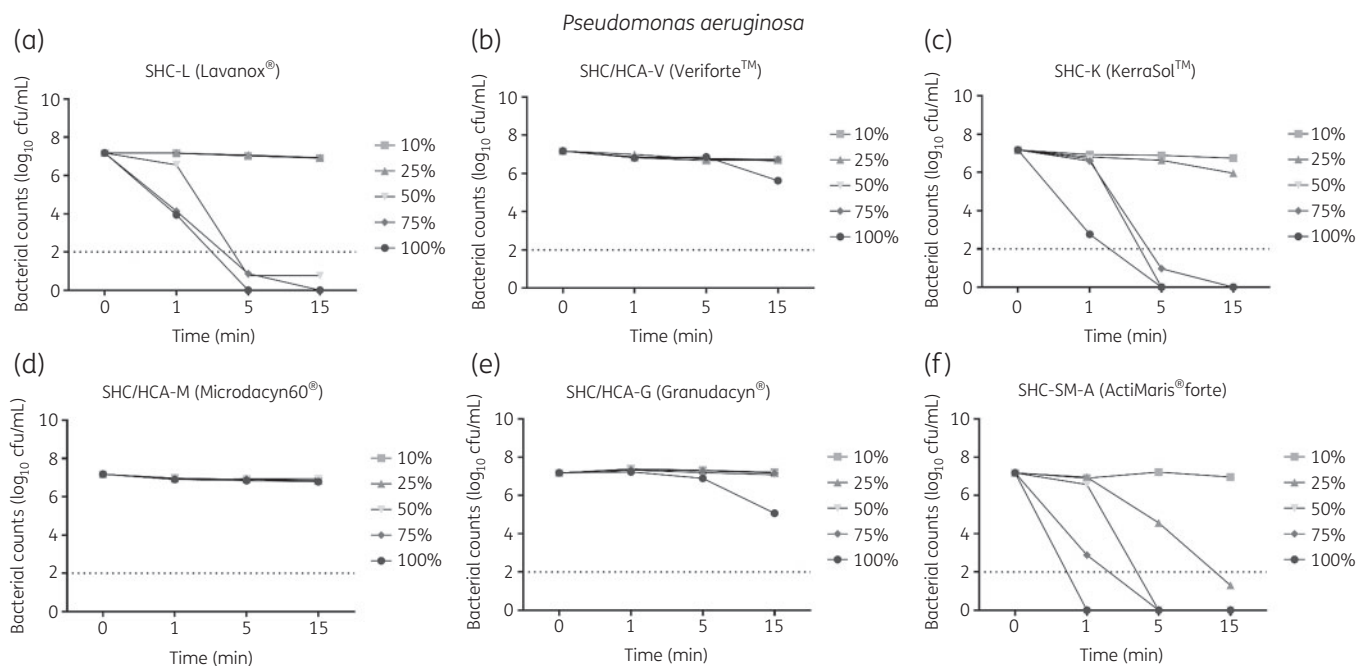 Pseudomonas aeruginosa
(a)
SHC-L (Lavanox®)
Bacterial counts (log10 cfu/mL)
10
8
6
4
2
0
0 1 5 15
Time (min)
10%
25%
50%
75%
100%
(b)
SHC/HCA-V (Veriforte™)
Bacterial counts (log10 cfu/mL)
10
8
6
4
2
0
0 1 5 15
Time (min)
10%
25%
50%
75%
100%
(c)
SHC-K (KerraSol™)
Bacterial counts (log10 cfu/mL)
10
8
6
4
2
0
0 1 5 15
Time (min)
10%
25%
50%
75%
100%
(d)
SHC/HCA-M (Microdacyn60®)
Bacterial counts (log10 cfu/mL)
10
8
6
4
2
0
0 1 5 15
Time (min)
10%
25%
50%
75%
100%
(e)
SHC/HCA-G (Granudacyn®)
Bacterial counts (log10 cfu/mL)
10
8
6
4
2
0
0 1 5 15
Time (min)
10%
25%
50%
75%
100%
(f)
SHC-SM-A (ActiMaris®forte)
Bacterial counts (log10 cfu/mL)
10
8
6
4
2
0
0 1 5 15
Time (min)
10%
25%
50%
75%
100%